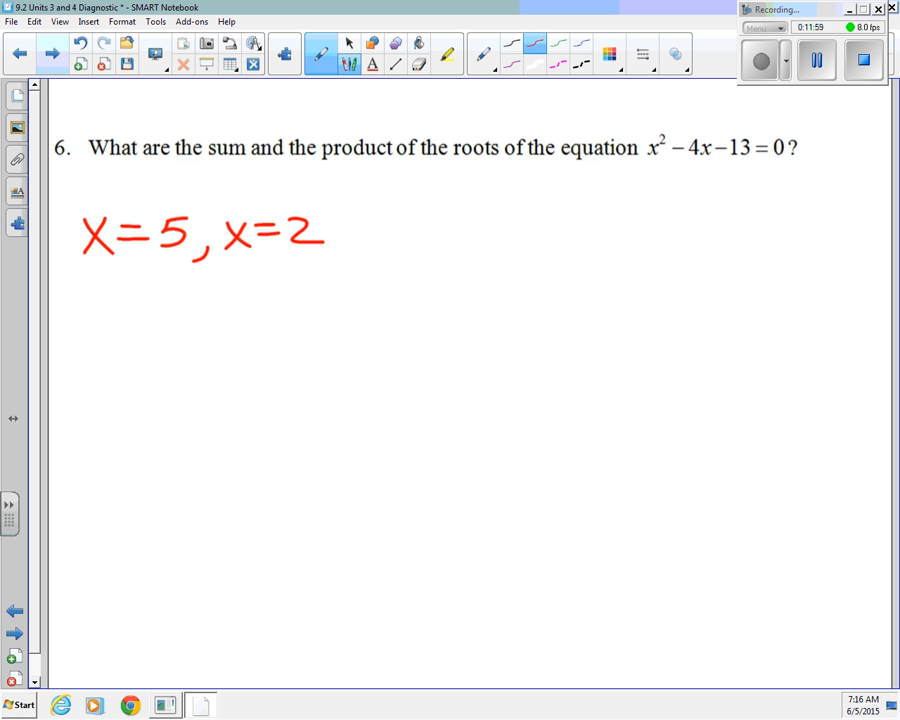 9.2 Units 3 and 4 Diagnostic * - SMART Notebook
Recording...
File Edit View Insert Format Tools Add-ons Help
Menu 0:11:59 8.0 fps
6. What are the sum and the product of the roots of the equation x² − 4x − 13 = 0 ?
x = 5, x = 2
Start
7:16 AM
6/5/2015